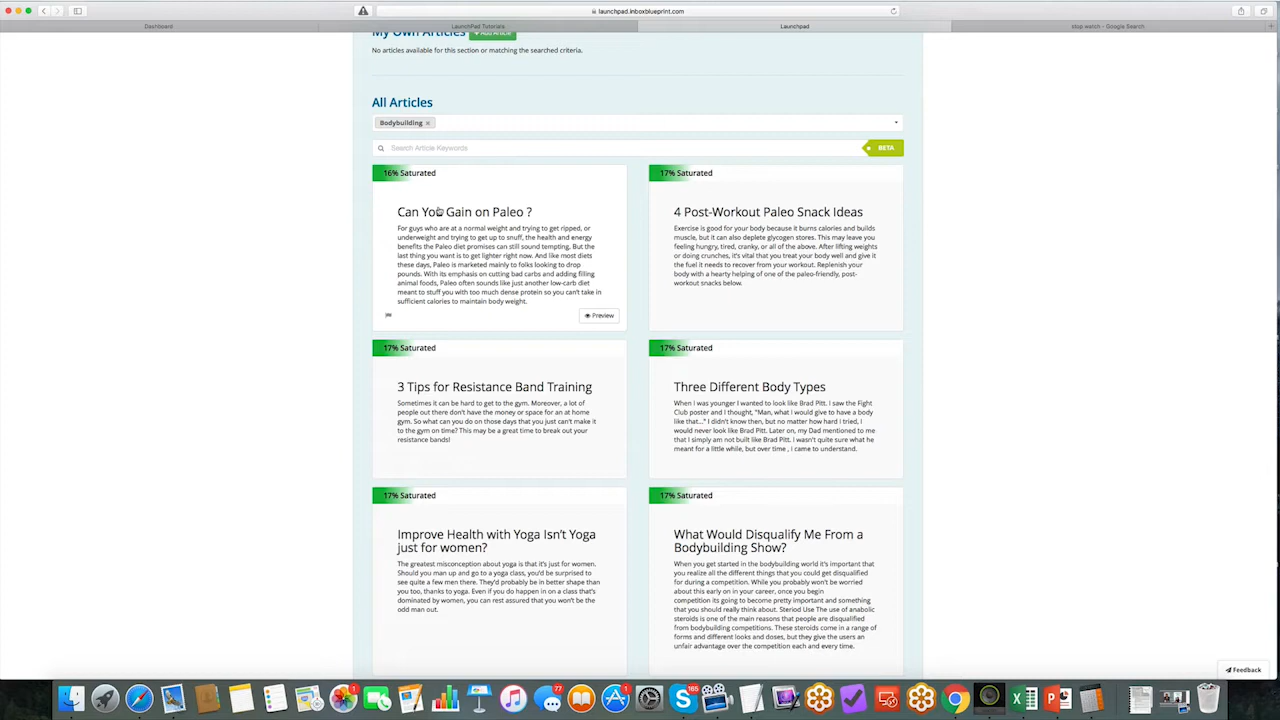 launchpad.inboxblueprint.com
Dashboard
LaunchPad Tutorials
Launchpad
stop watch - Google Search
My Own Articles
+ Add Article
No articles available for this section or matching the searched criteria.
All Articles
Bodybuilding ×
Search Article Keywords
BETA
16% Saturated
Can You Gain on Paleo ?
For guys who are at a normal weight and trying to get ripped, or
underweight and trying to get up to snuff, the health and energy
benefits the Paleo diet promises can still sound tempting. But the
last thing you want is to get lighter right now. And like most diets
these days, Paleo is marketed mainly to folks looking to drop
pounds. With its emphasis on cutting bad carbs and adding filling
animal foods, Paleo often sounds like just another low-carb diet
meant to stuff you with too much dense protein so you can't take in
sufficient calories to maintain body weight.
Preview
17% Saturated
4 Post-Workout Paleo Snack Ideas
Exercise is good for your body because it burns calories and builds
muscle, but it can also deplete glycogen stores. This may leave you
feeling hungry, tired, cranky, or all of the above. After lifting weights
or doing crunches, it's vital that you treat your body well and give it
the fuel it needs to recover from your workout. Replenish your
body with a hearty helping of one of the paleo-friendly, post-
workout snacks below.
17% Saturated
3 Tips for Resistance Band Training
Sometimes it can be hard to get to the gym. Moreover, a lot of
people out there don't have the money or space for an at home
gym. So what can you do on those days that you just can't make it
to the gym on time? This may be a great time to break out your
resistance bands!
17% Saturated
Three Different Body Types
When I was younger I wanted to look like Brad Pitt. I saw the Fight
Club poster and I thought, "Man, what I would give to have a body
like that..." I didn't know then, but no matter how hard I tried, I
would never look like Brad Pitt. Later on, my Dad mentioned to me
that I simply am not built like Brad Pitt. I wasn't quite sure what he
meant for a little while, but over time , i came to understand.
17% Saturated
Improve Health with Yoga Isn't Yoga
just for women?
The greatest misconception about yoga is that it's just for women.
Should you man up and go to a yoga class, you'd be surprised to
see quite a few men there. They'd probably be in better shape than
you too, thanks to yoga. Even if you do happen in on a class that's
dominated by women, you can rest assured that you won't be the
odd man out.
17% Saturated
What Would Disqualify Me From a
Bodybuilding Show?
When you get started in the bodybuilding world it's important that
you realize all the different things that you could get disqualified
for during a competition. While you probably won't be worried
about this early on in your career, once you begin
competition its going to become pretty important and something
that you should really think about. Steriod Use The use of anabolic
steroids is one of the main reasons that people are disqualified
from bodybuilding competitions. These steroids come in a range of
forms and different looks and doses, but they give the users an
unfair advantage over the competition each and every time.
Feedback
1
77
1
165